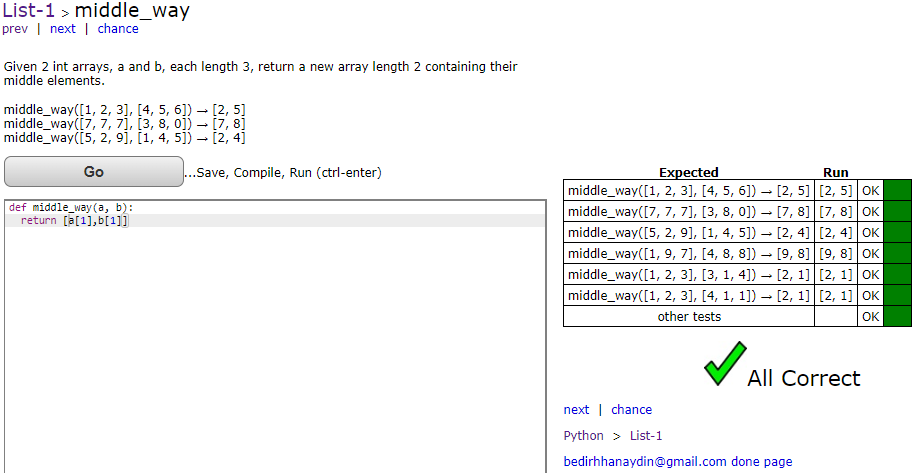 List-1 > middle_way
prev | next | chance
Given 2 int arrays, a and b, each length 3, return a new array length 2 containing their
middle elements.
middle_way([1, 2, 3], [4, 5, 6]) → [2, 5]
middle_way([7, 7, 7], [3, 8, 0]) → [7, 8]
middle_way([5, 2, 9], [1, 4, 5]) → [2, 4]
Go ...Save, Compile, Run (ctrl-enter)
def middle_way(a, b):
  return [a[1],b[1]]
Expected Run
middle_way([1, 2, 3], [4, 5, 6]) → [2, 5] [2, 5] OK
middle_way([7, 7, 7], [3, 8, 0]) → [7, 8] [7, 8] OK
middle_way([5, 2, 9], [1, 4, 5]) → [2, 4] [2, 4] OK
middle_way([1, 9, 7], [4, 8, 8]) → [9, 8] [9, 8] OK
middle_way([1, 2, 3], [3, 1, 4]) → [2, 1] [2, 1] OK
middle_way([1, 2, 3], [4, 1, 1]) → [2, 1] [2, 1] OK
other tests OK
All Correct
next | chance
Python > List-1
bedirhhanaydin@gmail.com done page